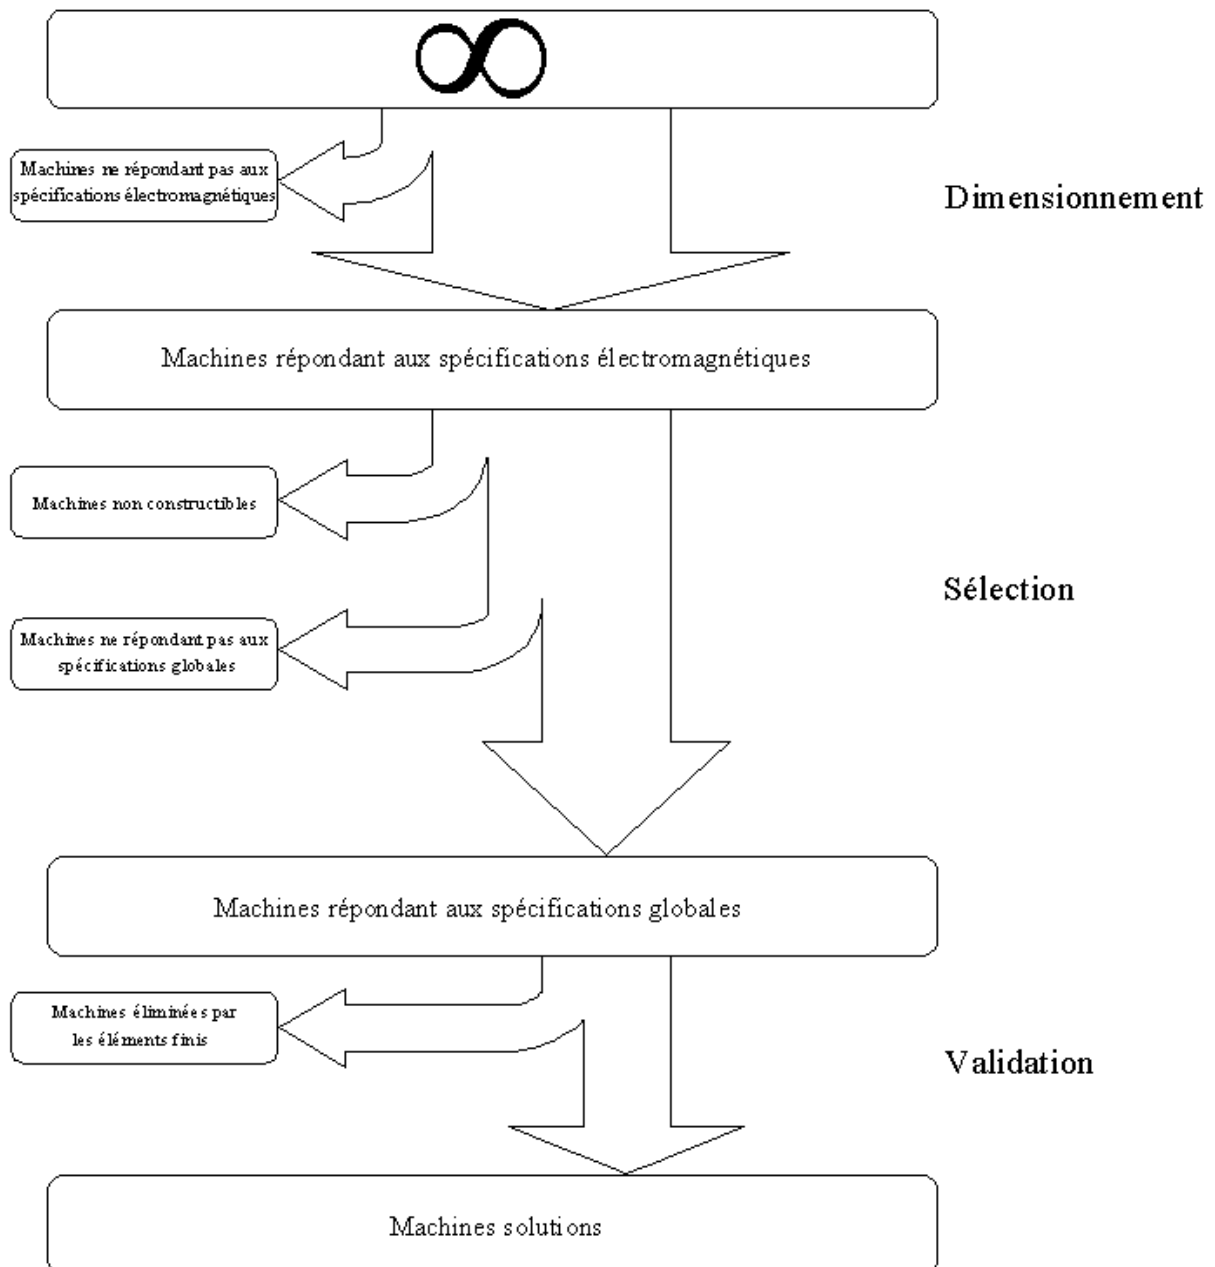 ∞
Machines ne répondant pas aux
spécifications électromagnétiques
Dimensionnement
Machines répondant aux spécifications électromagnétiques
Machines non constructibles
Sélection
Machines ne répondant pas aux
spécifications globales
Machines répondant aux spécifications globales
Machines éliminées par
les éléments finis
Validation
Machines solutions